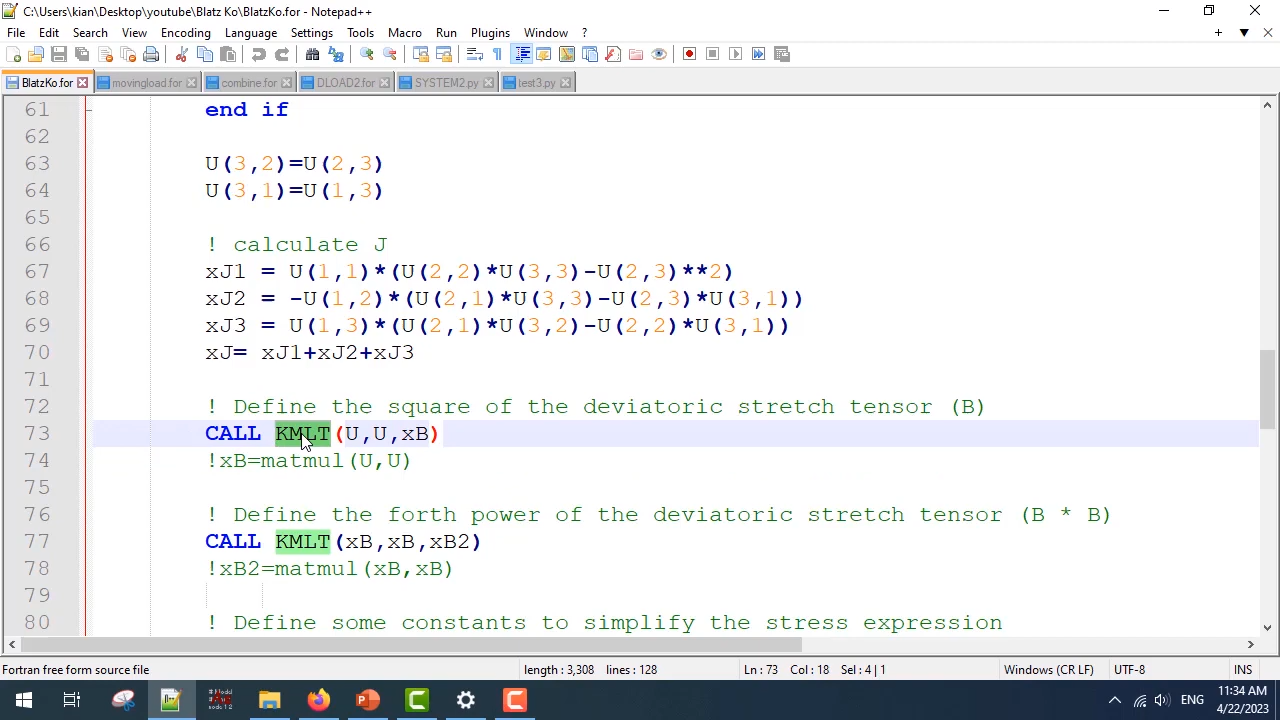 C:\Users\kian\Desktop\youtube\Blatz Ko\BlatzKo.for - Notepad++
File Edit Search View Encoding Language Settings Tools Macro Run Plugins Window ?
BlatzKo.for movingload.for combine.for DLOAD2.for SYSTEM2.py test3.py
61 end if
62
63 U(3,2)=U(2,3)
64 U(3,1)=U(1,3)
65
66 ! calculate J
67 xJ1 = U(1,1)*(U(2,2)*U(3,3)-U(2,3)**2)
68 xJ2 = -U(1,2)*(U(2,1)*U(3,3)-U(2,3)*U(3,1))
69 xJ3 = U(1,3)*(U(2,1)*U(3,2)-U(2,2)*U(3,1))
70 xJ= xJ1+xJ2+xJ3
71
72 ! Define the square of the deviatoric stretch tensor (B)
73 CALL KMLT(U,U,xB)
74 !xB=matmul(U,U)
75
76 ! Define the forth power of the deviatoric stretch tensor (B * B)
77 CALL KMLT(xB,xB,xB2)
78 !xB2=matmul(xB,xB)
79
80 ! Define some constants to simplify the stress expression
Fortran free form source file length : 3,308 lines : 128 Ln : 73 Col : 18 Sel : 4 | 1 Windows (CR LF) UTF-8 INS
ENG
11:34 AM
4/22/2023